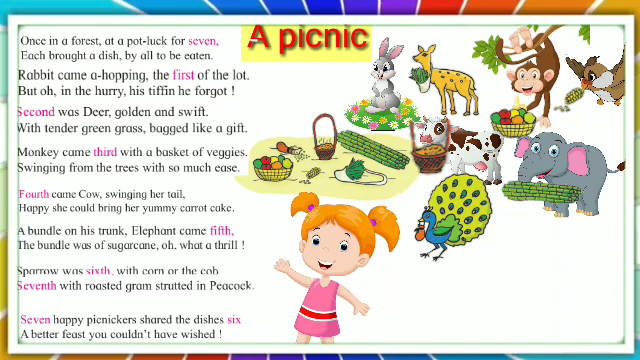 A picnic
Once in a forest, at a pot-luck for seven,
Each brought a dish, by all to be eaten.
Rabbit came a-hopping, the first of the lot.
But oh, in the hurry, his tiffin he forgot !
Second was Deer, golden and swift.
With tender green grass, bagged like a gift.
Monkey came third with a basket of veggies.
Swinging from the trees with so much ease.
Fourth came Cow, swinging her tail,
Happy she could bring her yummy carrot cake.
A bundle on his trunk, Elephant came fifth,
The bundle was of sugarcane, oh. what a thrill !
Sparrow was sixth, with corn or the cob
Seventh with roasted gram strutted in Peacock.
Seven happy picnickers shared the dishes six
A better feast you couldn't have wished !